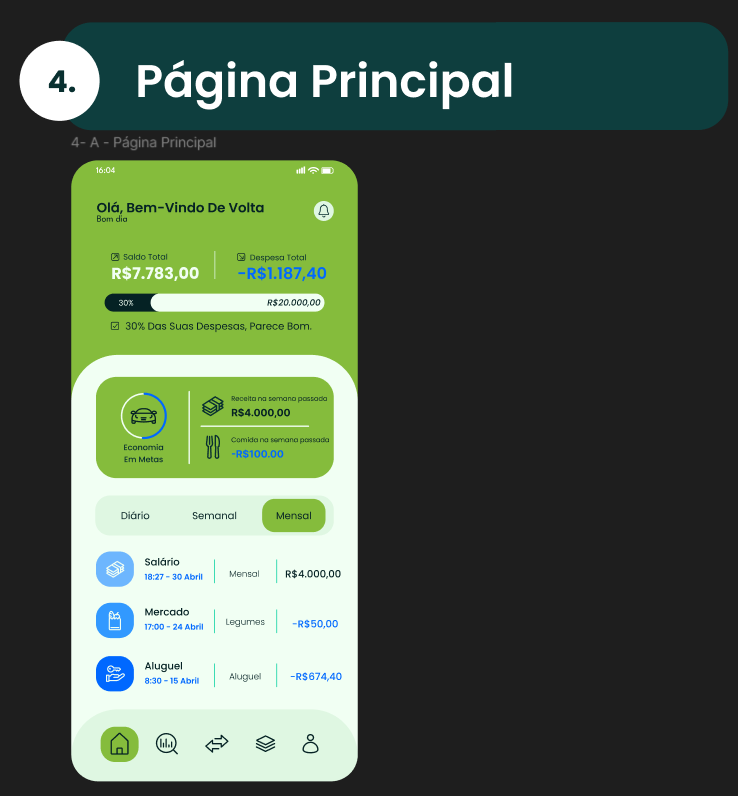 4. Página Principal
4- A - Página Principal
16:04
Olá, Bem-Vindo De Volta
Bom dia
Saldo Total
R$7.783,00
Despesa Total
-R$1.187,40
30%
R$20.000,00
30% Das Suas Despesas, Parece Bom.
Economia
Em Metas
Receita na semana passada
R$4.000,00
Comida na semana passada
-R$100.00
Diário
Semanal
Mensal
Salário
18:27 - 30 Abril
Mensal
R$4.000,00
Mercado
17:00 - 24 Abril
Legumes
-R$50,00
Aluguel
8:30 - 15 Abril
Aluguel
-R$674,40